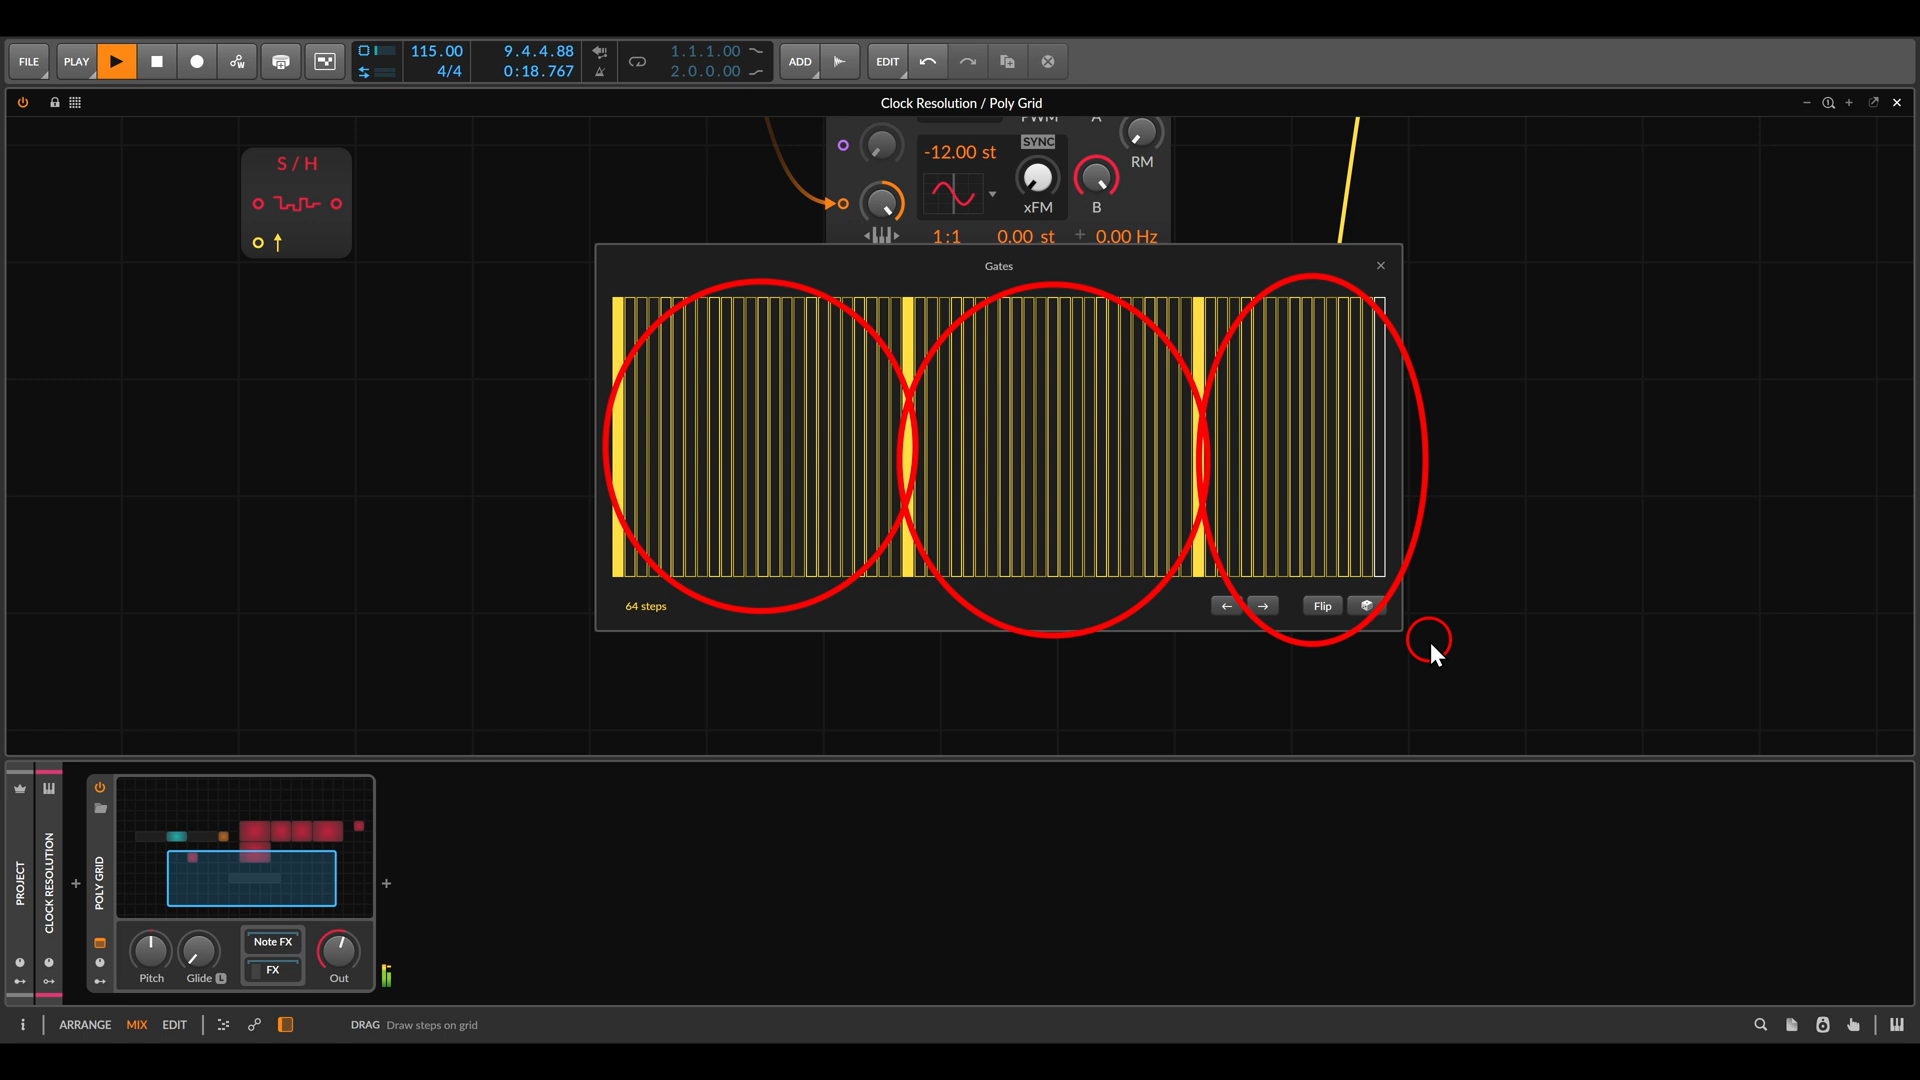 FILE PLAY 115.00 4/4 9.4.4.88 0:18.767 1.1.1.00 2.0.0.00 ADD EDIT
Clock Resolution / Poly Grid
S / H
PWM A
-12.00 st SYNC RM
xFM B
1:1 0.00 st + 0.00 Hz
Gates
64 steps Flip
PROJECT
CLOCK RESOLUTION
POLY GRID
Note FX
FX
Pitch Glide L Out
ARRANGE MIX EDIT DRAG Draw steps on grid